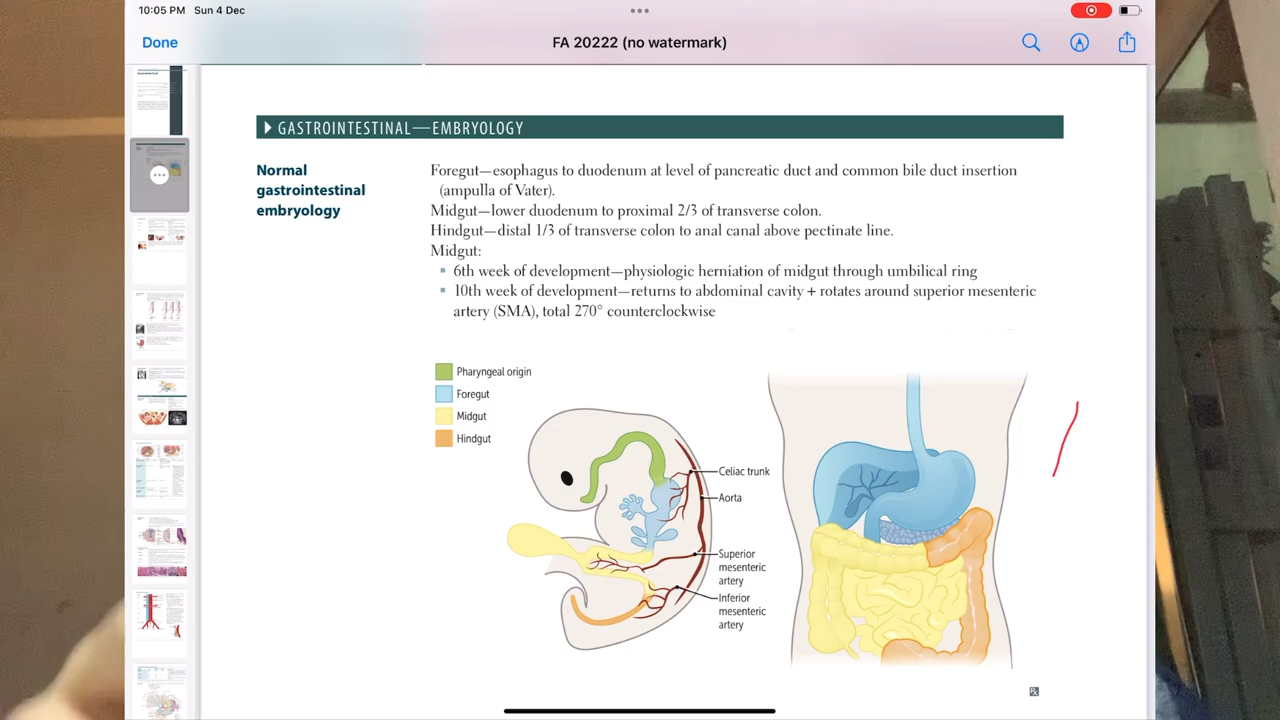 10:05 PM Sun 4 Dec
Done
FA 20222 (no watermark)
GASTROINTESTINAL—EMBRYOLOGY
Normal
gastrointestinal
embryology
Foregut—esophagus to duodenum at level of pancreatic duct and common bile duct insertion
(ampulla of Vater).
Midgut—lower duodenum to proximal 2/3 of transverse colon.
Hindgut—distal 1/3 of transverse colon to anal canal above pectinate line.
Midgut:
▪ 6th week of development—physiologic herniation of midgut through umbilical ring
▪ 10th week of development—returns to abdominal cavity + rotates around superior mesenteric
artery (SMA), total 270° counterclockwise
Pharyngeal origin
Foregut
Midgut
Hindgut
Celiac trunk
Aorta
Superior
mesenteric
artery
Inferior
mesenteric
artery